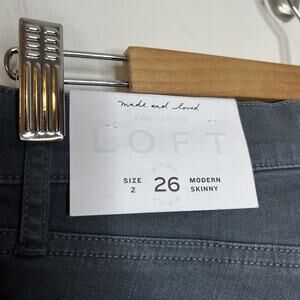 made and loved
ANN TAYLOR
LOFT
SIZE
2
26
MODERN
SKINNY